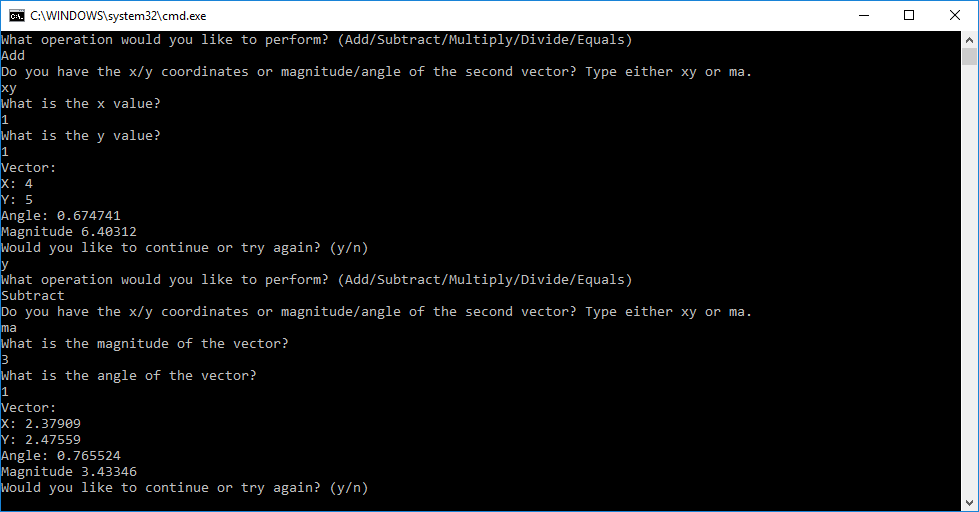 C:\WINDOWS\system32\cmd.exe
What operation would you like to perform? (Add/Subtract/Multiply/Divide/Equals)
Add
Do you have the x/y coordinates or magnitude/angle of the second vector? Type either xy or ma.
xy
What is the x value?
1
What is the y value?
1
Vector:
X: 4
Y: 5
Angle: 0.674741
Magnitude 6.40312
Would you like to continue or try again? (y/n)
y
What operation would you like to perform? (Add/Subtract/Multiply/Divide/Equals)
Subtract
Do you have the x/y coordinates or magnitude/angle of the second vector? Type either xy or ma.
ma
What is the magnitude of the vector?
3
What is the angle of the vector?
1
Vector:
X: 2.37909
Y: 2.47559
Angle: 0.765524
Magnitude 3.43346
Would you like to continue or try again? (y/n)